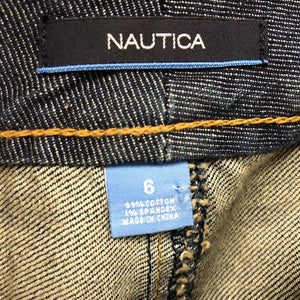 NAUTICA
6
99% COTTON
1% SPANDEX
MADE IN CHINA